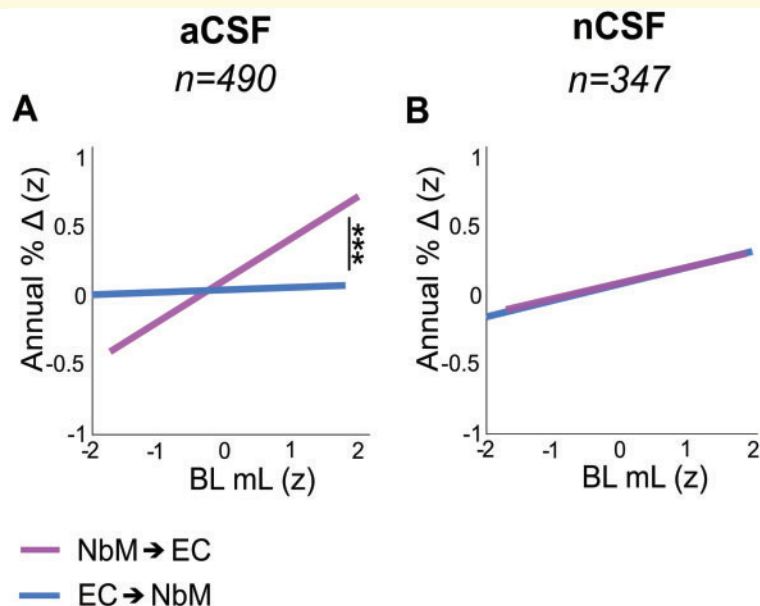 aCSF
n=490
nCSF
n=347
A
Annual % Δ (z)
1
0.5
0
-0.5
-1
***
-2
-1
0
1
2
BL mL (z)
B
Annual % Δ (z)
1
0.5
0
-0.5
-1
-2
-1
0
1
2
BL mL (z)
NbM ➔ EC
EC ➔ NbM